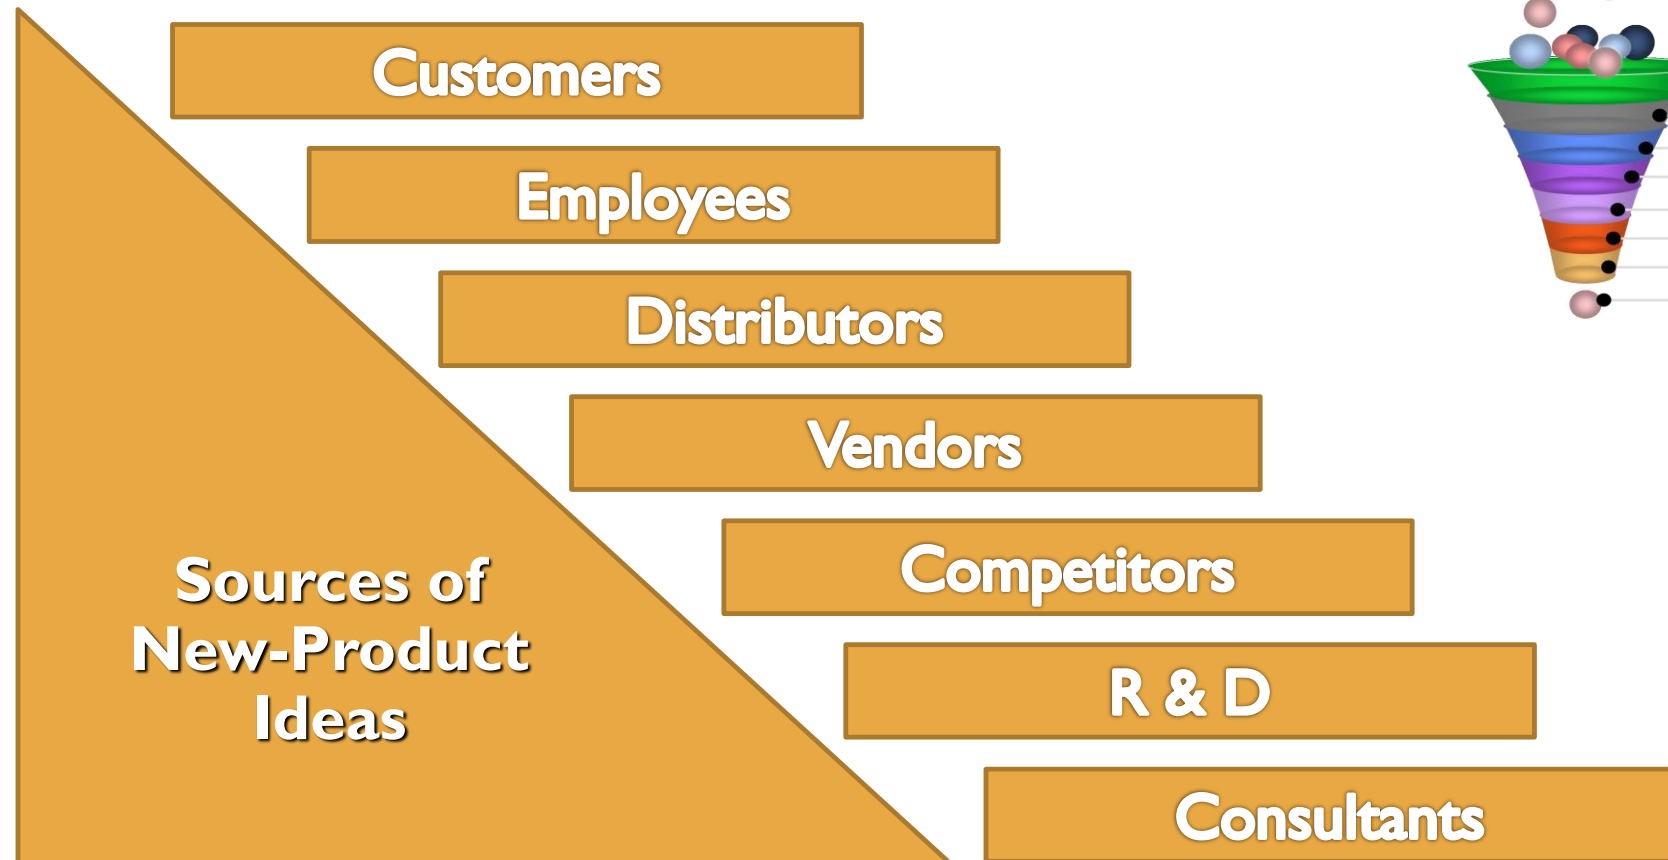 Customers
Employees
Distributors
Vendors
Competitors
R & D
Consultants
Sources of
New-Product
Ideas